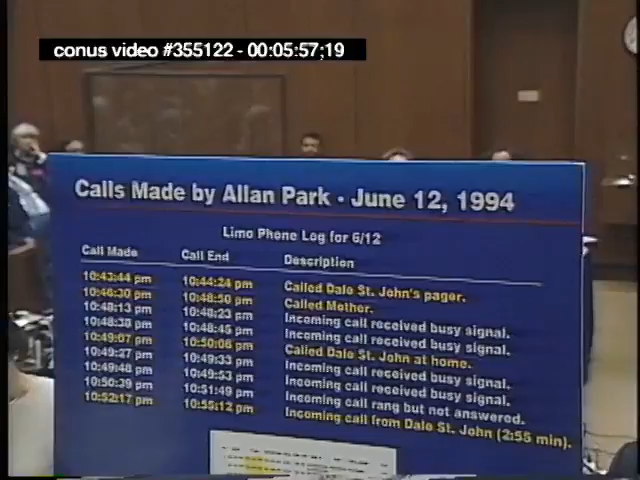 conus video #355122 - 00:05:57;19
Calls Made by Allan Park · June 12, 1994
Limo Phone Log for 6/12
Call Made Call End Description
10:43:44 pm 10:44:24 pm Called Dale St. John's pager.
10:46:30 pm 10:48:50 pm Called Mother.
10:48:13 pm 10:48:23 pm Incoming call received busy signal.
10:48:38 pm 10:48:45 pm Incoming call received busy signal.
10:49:07 pm 10:50:06 pm Called Dale St. John at home.
10:49:27 pm 10:49:33 pm Incoming call received busy signal.
10:49:48 pm 10:49:53 pm Incoming call received busy signal.
10:50:39 pm 10:51:49 pm Incoming call rang but not answered.
10:52:17 pm 10:55:12 pm Incoming call from Dale St. John (2:55 min).